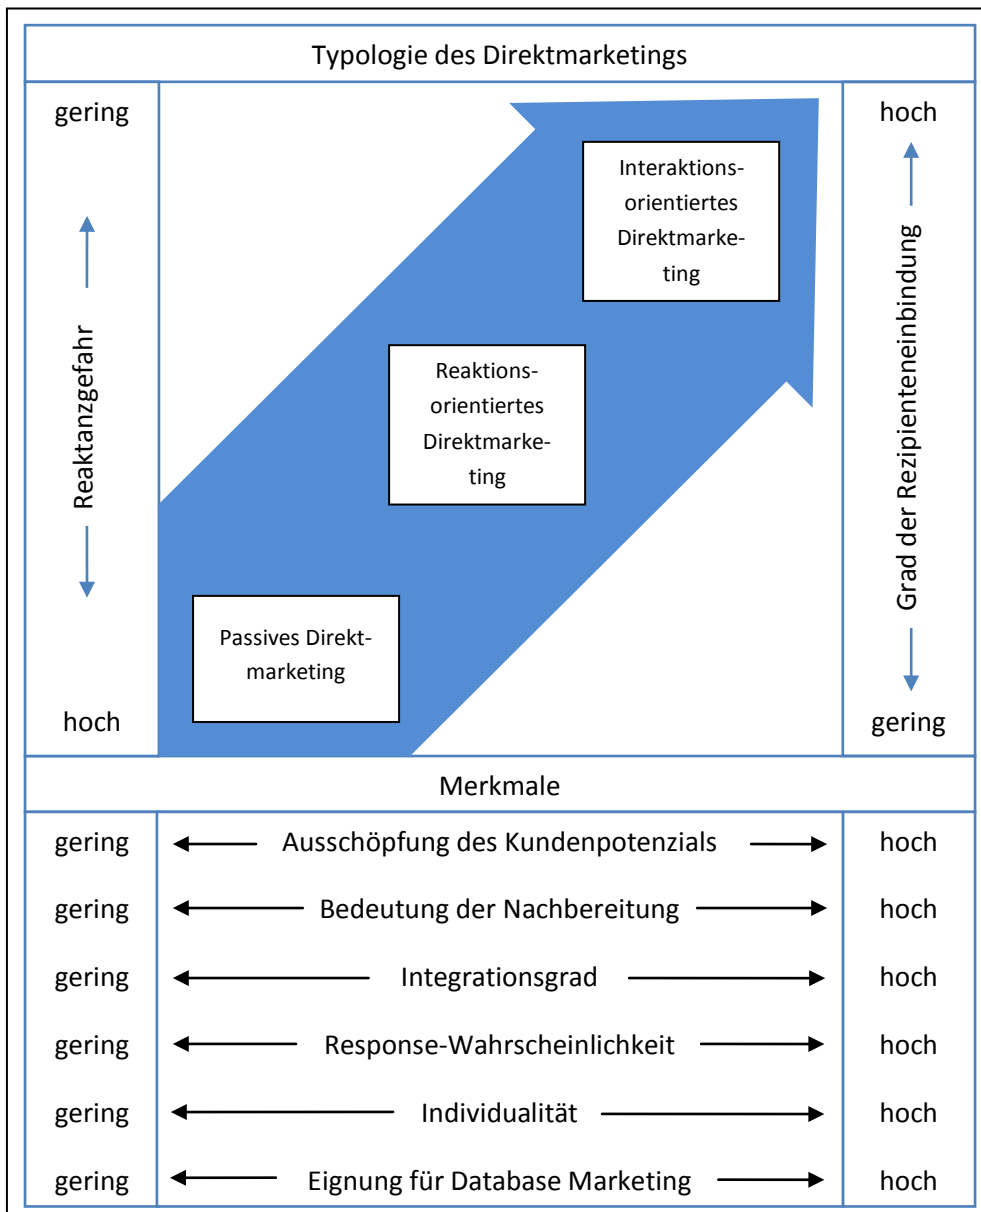 Typologie des Direktmarketings
gering
hoch
Interaktions-
orientiertes
Direktmarke-
ting
Reaktanzgefahr
Grad der Rezipienteneinbindung
Reaktions-
orientiertes
Direktmarke-
ting
Passives Direkt-
marketing
hoch
gering
Merkmale
gering Ausschöpfung des Kundenpotenzials hoch
gering Bedeutung der Nachbereitung hoch
gering Integrationsgrad hoch
gering Response-Wahrscheinlichkeit hoch
gering Individualität hoch
gering Eignung für Database Marketing hoch